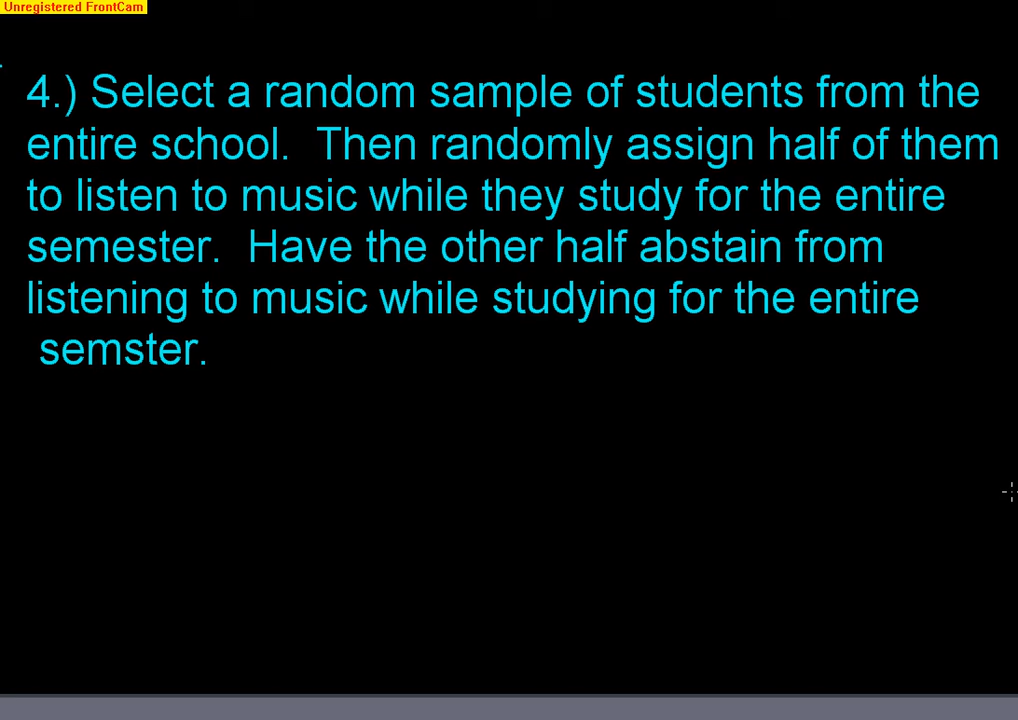 Unregistered FrontCam
4.) Select a random sample of students from the
entire school.  Then randomly assign half of them
to listen to music while they study for the entire
semester.  Have the other half abstain from
listening to music while studying for the entire
semster.